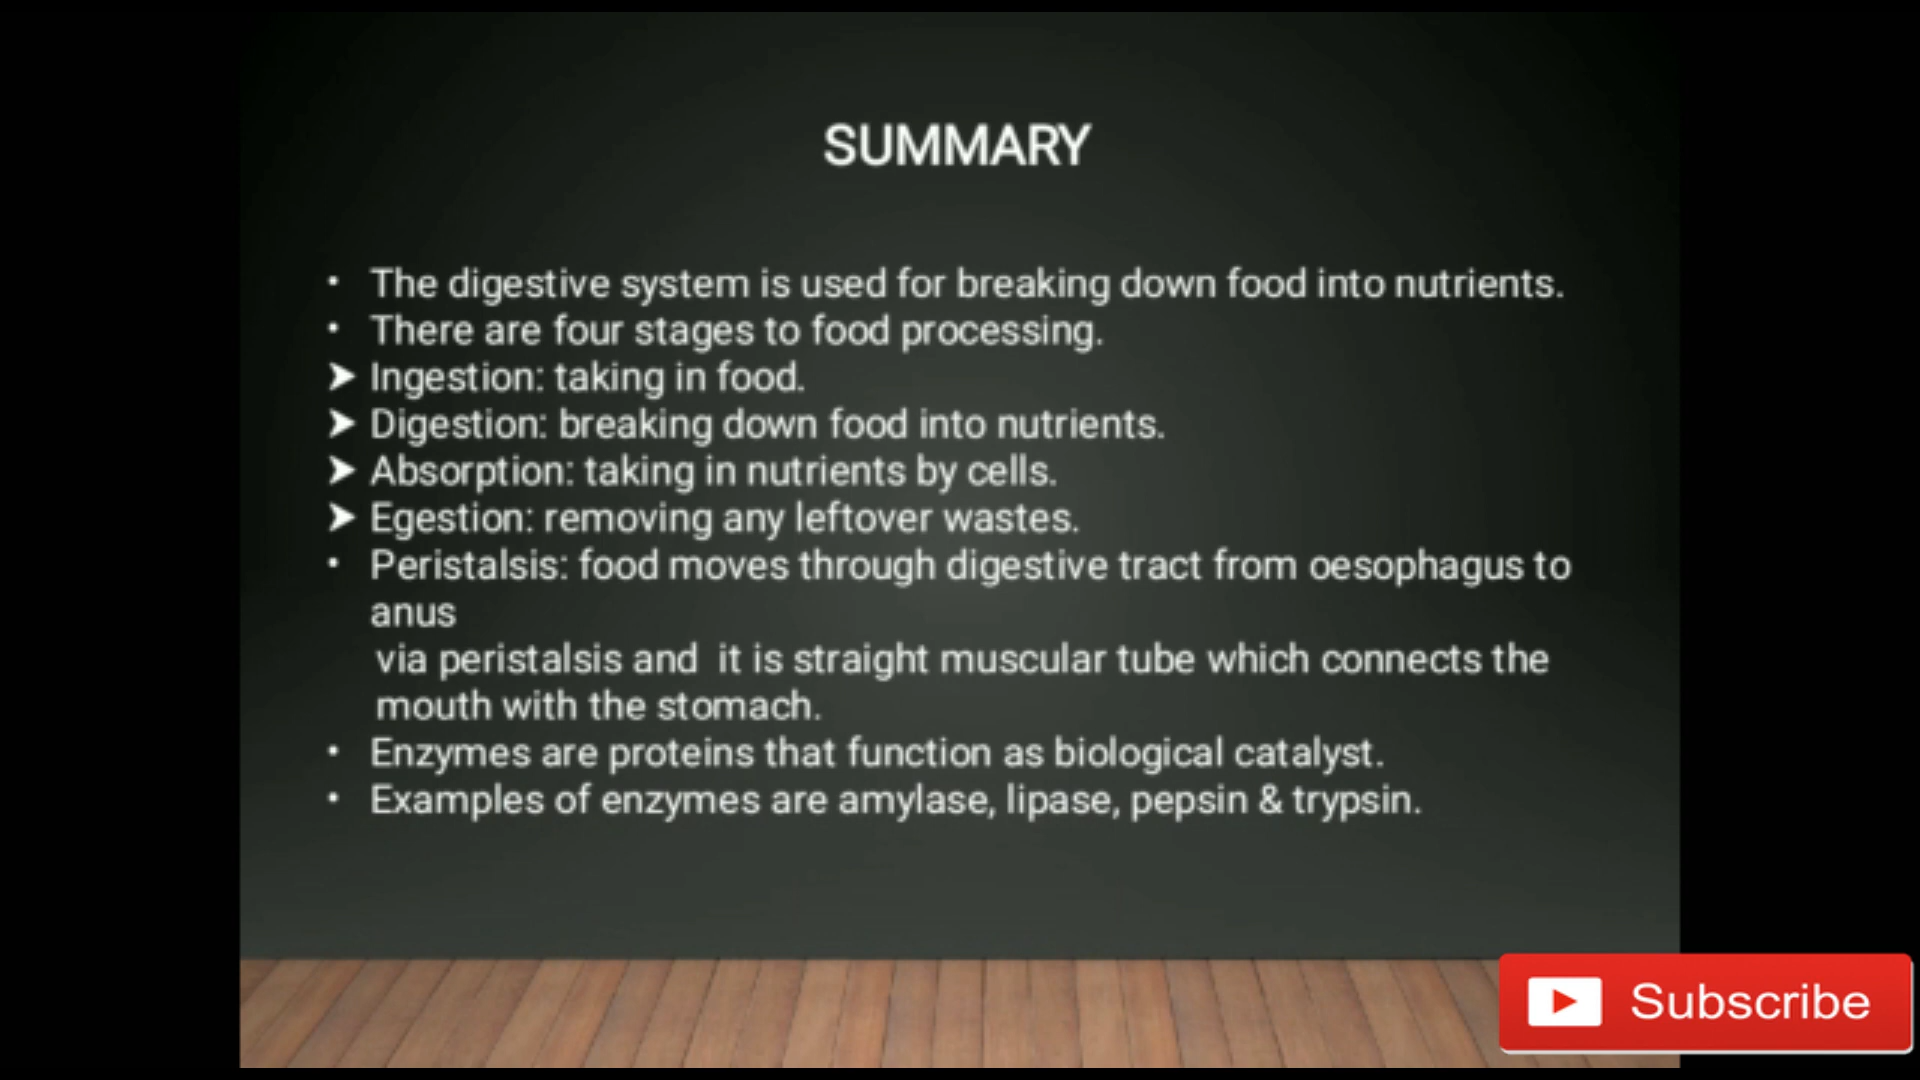 SUMMARY
• The digestive system is used for breaking down food into nutrients.
• There are four stages to food processing.
➤ Ingestion: taking in food.
➤ Digestion: breaking down food into nutrients.
➤ Absorption: taking in nutrients by cells.
➤ Egestion: removing any leftover wastes.
• Peristalsis: food moves through digestive tract from oesophagus to
anus
via peristalsis and  it is straight muscular tube which connects the
mouth with the stomach.
• Enzymes are proteins that function as biological catalyst.
• Examples of enzymes are amylase, lipase, pepsin & trypsin.
Subscribe